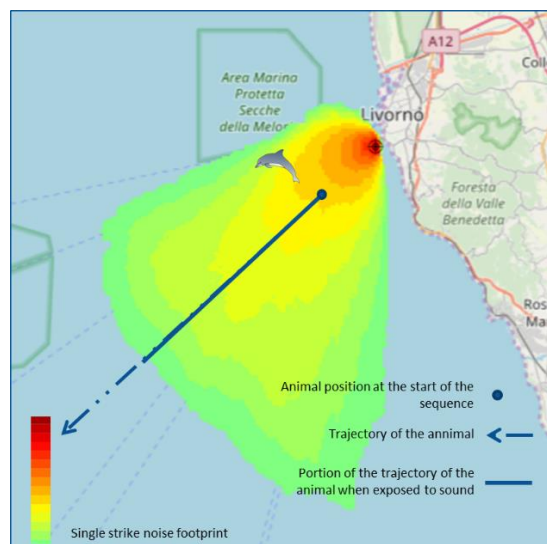 A12
Coll
Area Marina
Protetta
Secche
della Melor
Livorno
Foresta
della Valle
Benedetta
Ros
Ma
Animal position at the start of the
sequence
Trajectory of the annimal
Portion of the trajectory of the
animal when exposed to sound
Single strike noise footprint